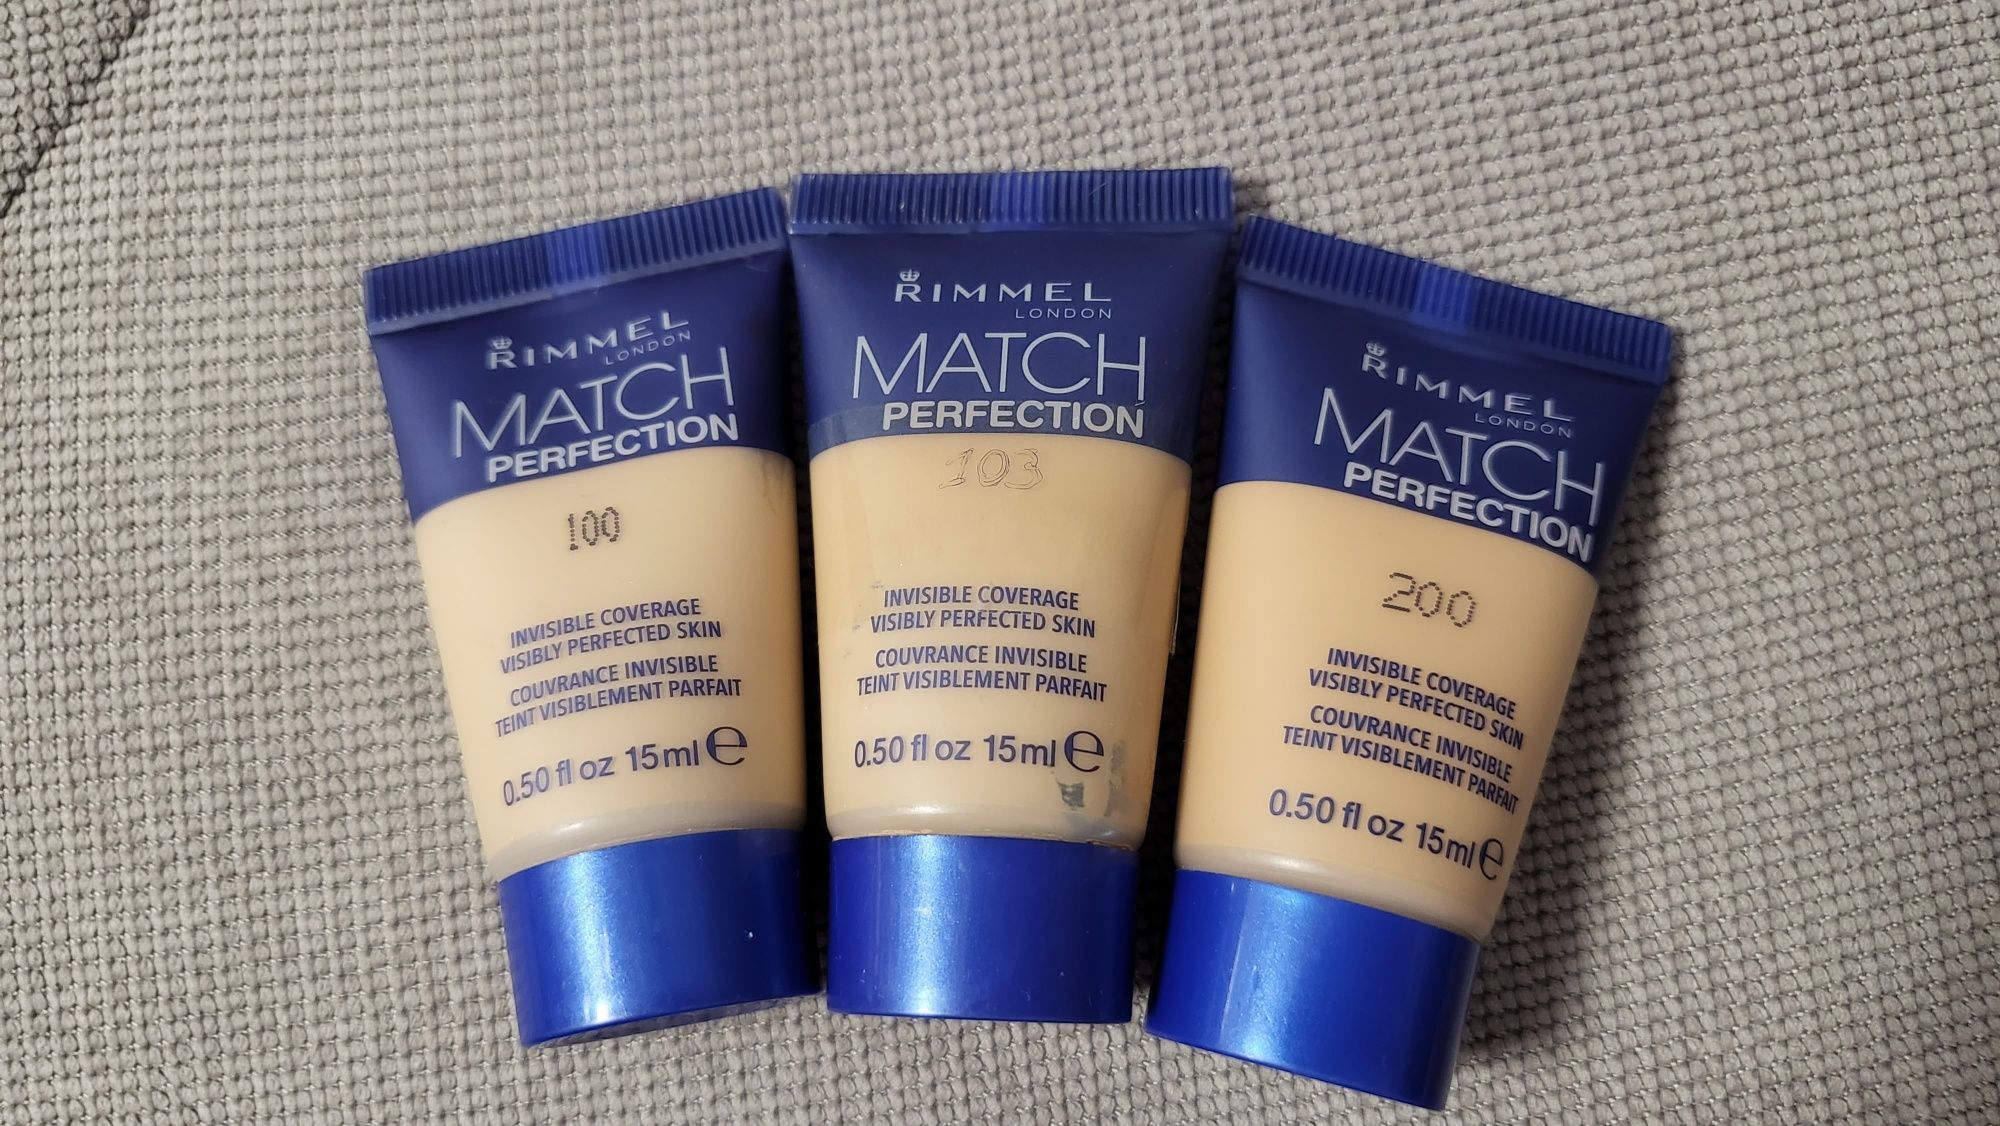 RIMMEL
LONDON
MATCH
PERFECTION
100
INVISIBLE COVERAGE
VISIBLY PERFECTED SKIN
COUVRANCE INVISIBLE
TEINT VISIBLEMENT PARFAIT
0.50 fl oz 15ml ℮
RIMMEL
LONDON
MATCH
PERFECTION
103
INVISIBLE COVERAGE
VISIBLY PERFECTED SKIN
COUVRANCE INVISIBLE
TEINT VISIBLEMENT PARFAIT
0.50 fl oz 15ml ℮
RIMMEL
LONDON
MATCH
PERFECTION
200
INVISIBLE COVERAGE
VISIBLY PERFECTED SKIN
COUVRANCE INVISIBLE
TEINT VISIBLEMENT PARFAIT
0.50 fl oz 15ml ℮